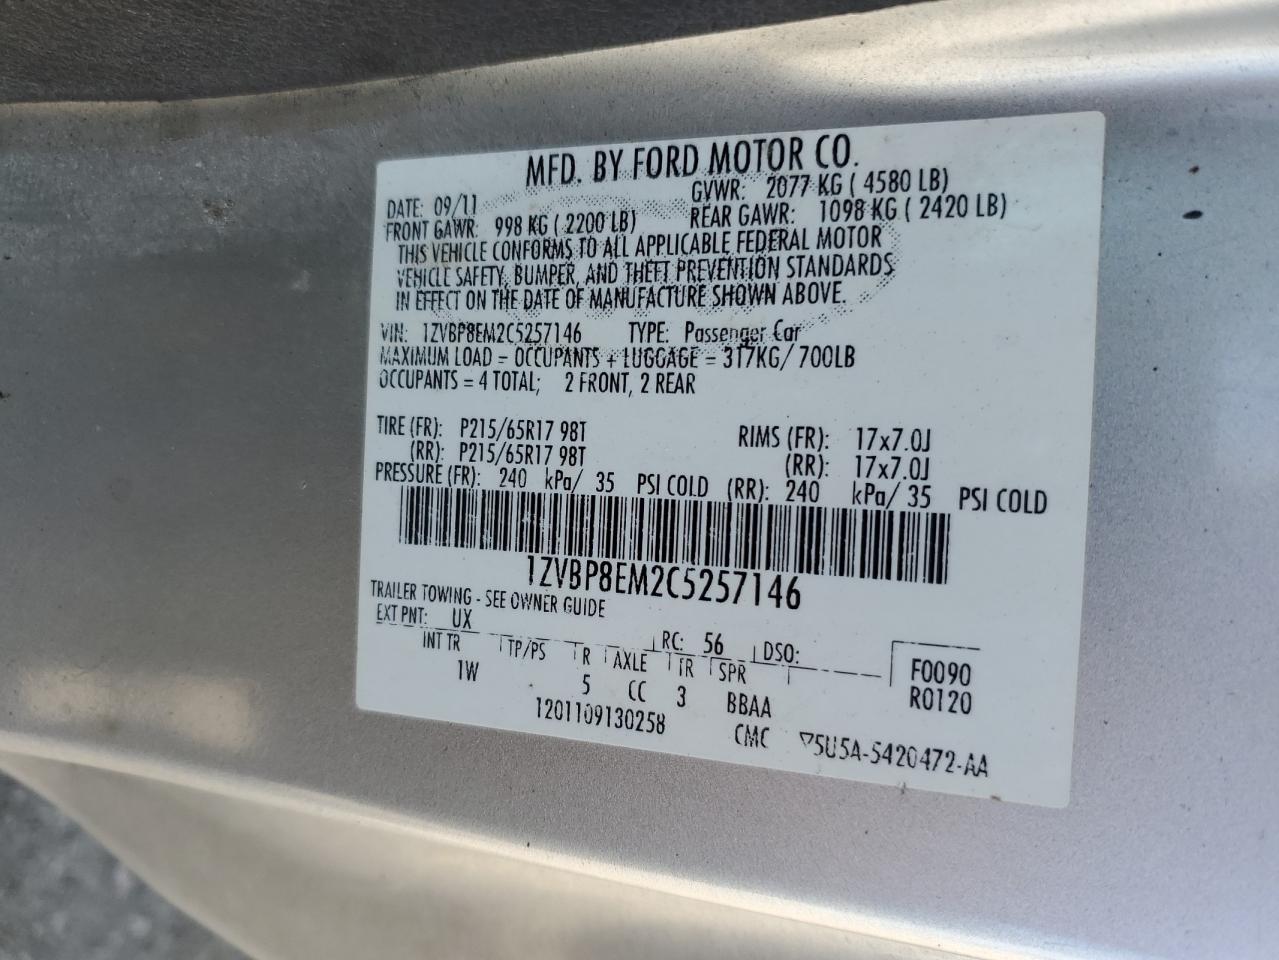 MFD. BY FORD MOTOR CO.
DATE: 09/11 GVWR: 2077 KG ( 4580 LB)
FRONT GAWR: 998 KG ( 2200 LB) REAR GAWR: 1098 KG ( 2420 LB)
THIS VEHICLE CONFORMS TO ALL APPLICABLE FEDERAL MOTOR
VEHICLE SAFETY, BUMPER, AND THEFT PREVENTION STANDARDS
IN EFFECT ON THE DATE OF MANUFACTURE SHOWN ABOVE.
VIN: 1ZVBP8EM2C5257146 TYPE: Passenger Car
MAXIMUM LOAD = OCCUPANTS + LUGGAGE = 317KG/ 700LB
OCCUPANTS = 4 TOTAL; 2 FRONT, 2 REAR
TIRE (FR): P215/65R17 98T RIMS (FR): 17x7.0J
(RR): P215/65R17 98T (RR): 17x7.0J
PRESSURE (FR): 240 kPa/ 35 PSI COLD (RR): 240 kPa/ 35 PSI COLD
1ZVBP8EM2C5257146
TRAILER TOWING - SEE OWNER GUIDE
EXT PNT: UX RC: 56 DSO:
INT TR TP/PS R AXLE TR SPR F0090
1W 5 CC 3 BBAA R0120
1201109130258 CMC ▽5U5A-5420472-AA